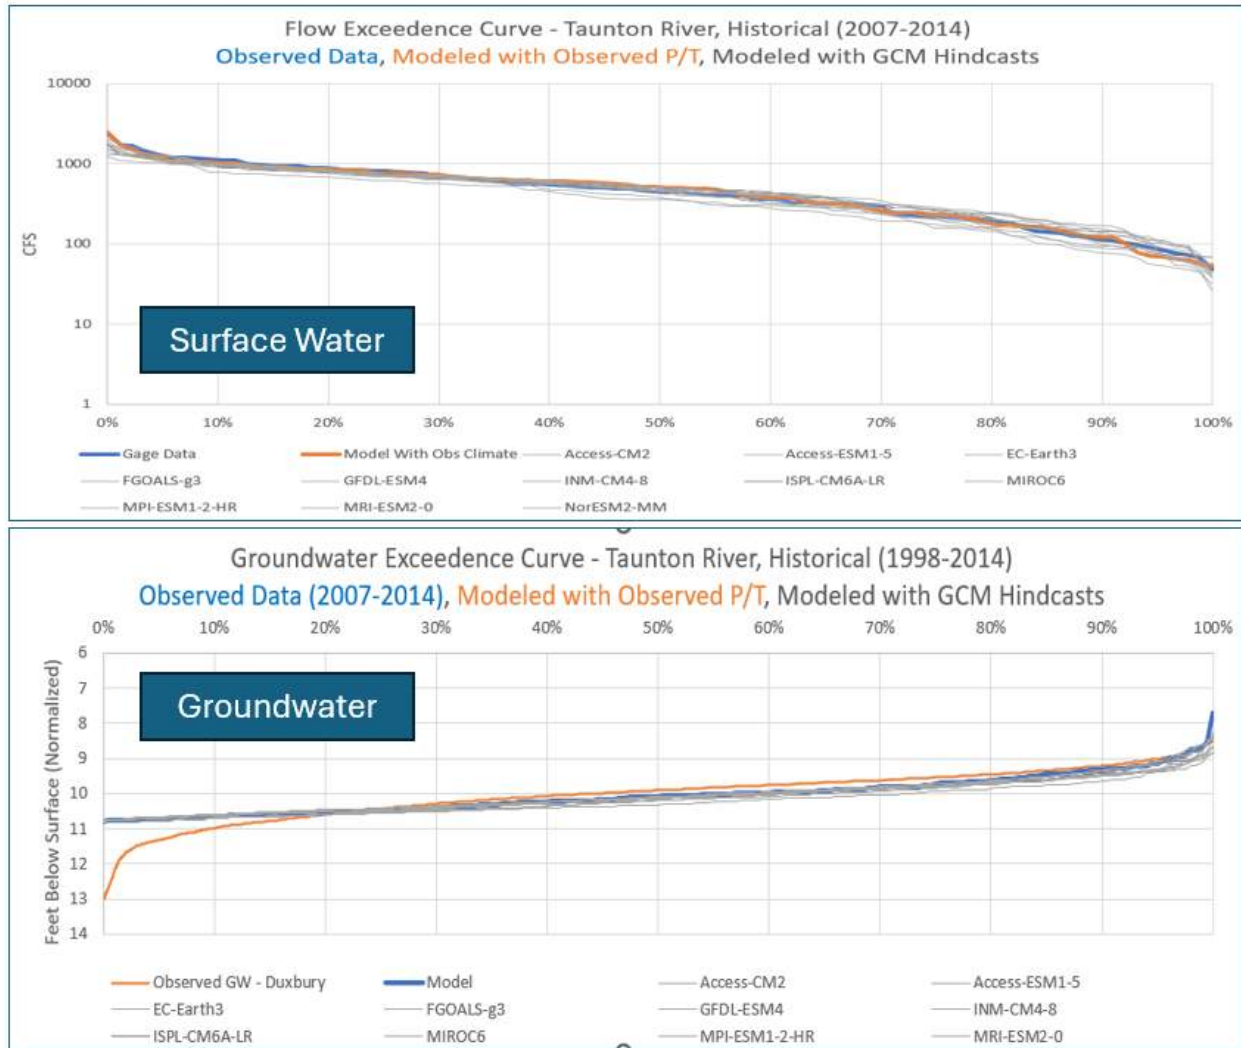 Flow Exceedence Curve - Taunton River, Historical (2007-2014)
Observed Data, Modeled with Observed P/T, Modeled with GCM Hindcasts
10000
1000
100
10
1
CFS
Surface Water
0% 10% 20% 30% 40% 50% 60% 70% 80% 90% 100%
Gage Data Model With Obs Climate Access-CM2 Access-ESM1-5 EC-Earth3
FGOALS-g3 GFDL-ESM4 INM-CM4-8 ISPL-CM6A-LR MIROC6
MPI-ESM1-2-HR MRI-ESM2-0 NorESM2-MM
Groundwater Exceedence Curve - Taunton River, Historical (1998-2014)
Observed Data (2007-2014), Modeled with Observed P/T, Modeled with GCM Hindcasts
0% 10% 20% 30% 40% 50% 60% 70% 80% 90% 100%
6
7
8
9
10
11
12
13
14
Feet Below Surface (Normalized)
Groundwater
Observed GW - Duxbury Model Access-CM2 Access-ESM1-5
EC-Earth3 FGOALS-g3 GFDL-ESM4 INM-CM4-8
ISPL-CM6A-LR MIROC6 MPI-ESM1-2-HR MRI-ESM2-0